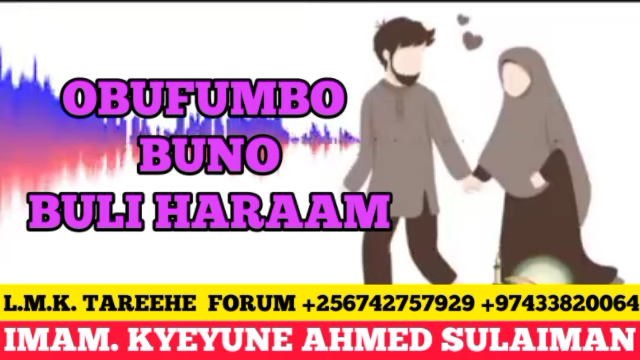 OBUFUMBO
BUNO
BULI HARAAM
L.M.K. TAREEHE FORUM +256742757929 +97433820064
IMAM. KYEYUNE AHMED SULAIMAN